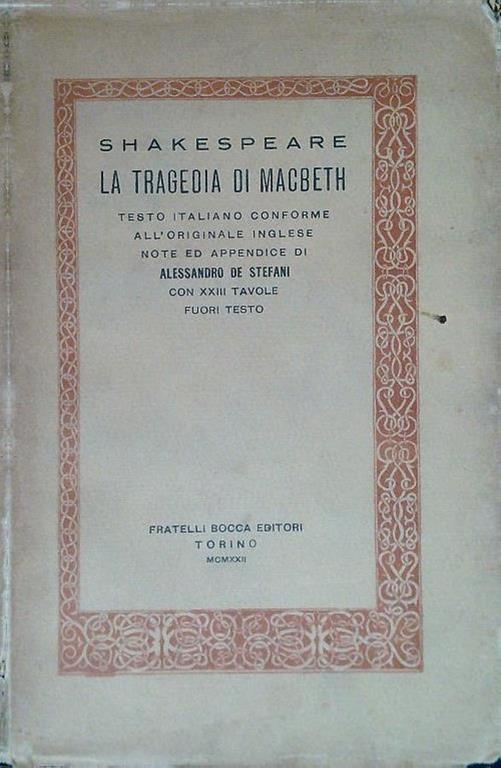 SHAKESPEARE
LA TRAGEDIA DI MACBETH
TESTO ITALIANO CONFORME
ALL'ORIGINALE INGLESE
NOTE ED APPENDICE DI
ALESSANDRO DE STEFANI
CON XXIII TAVOLE
FUORI TESTO
FRATELLI BOCCA EDITORI
TORINO
MCMXXII